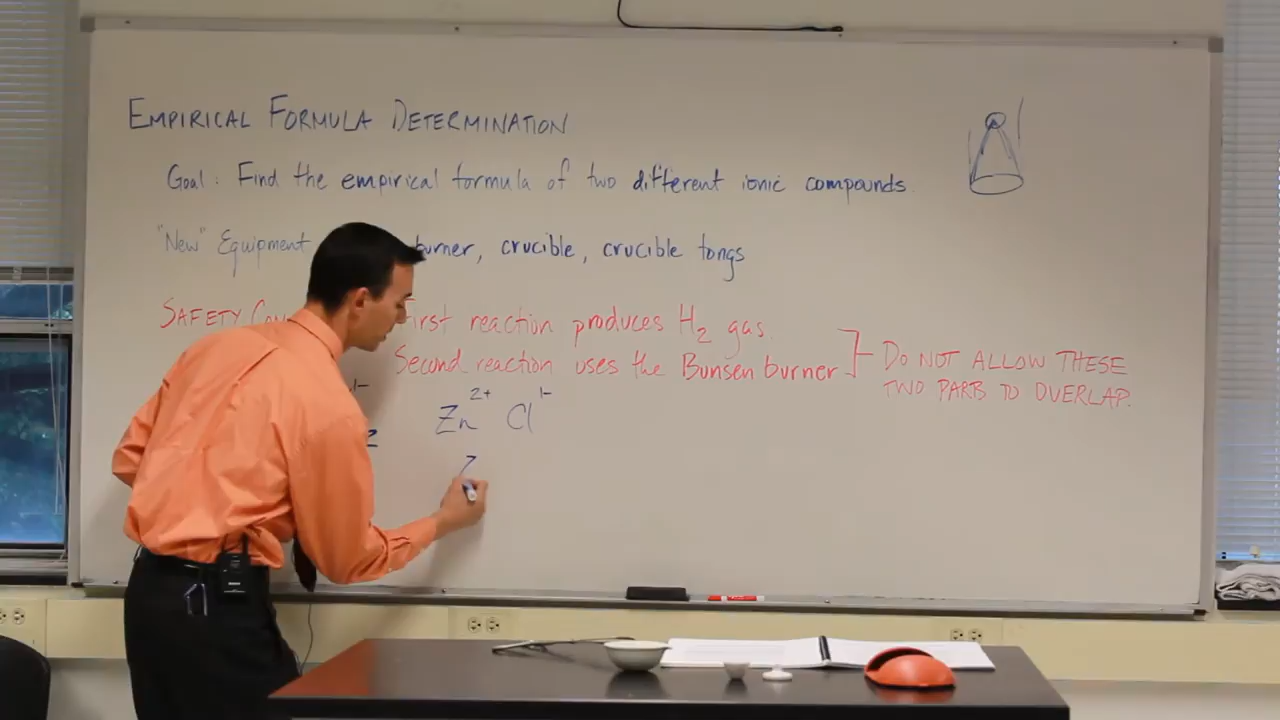 EMPIRICAL FORMULA DETERMINATION
Goal: Find the empirical formula of two different ionic compounds.
"New" Equipment burner, crucible, crucible tongs
SAFETY First reaction produces H2 gas.
Second reaction uses the Bunsen burner
DO NOT ALLOW THESE
TWO PARTS TO OVERLAP.
1-
Zn2+ Cl1-
2